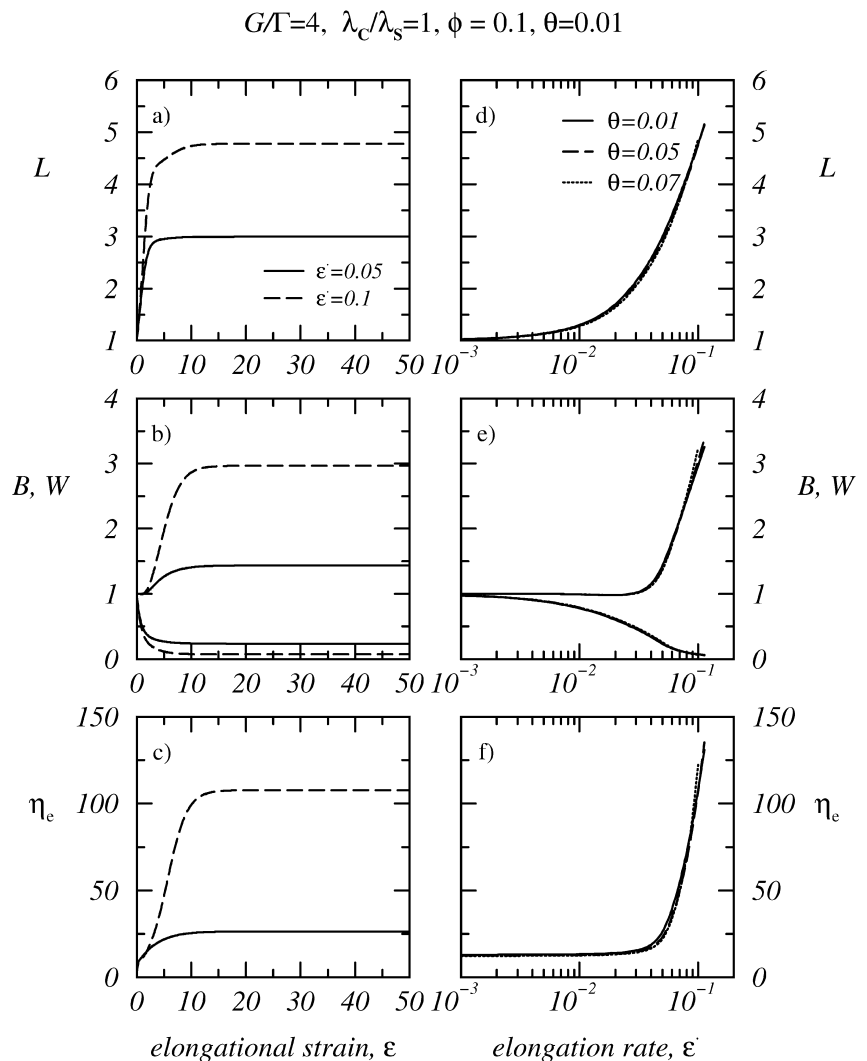 G/Γ=4, λ_C/λ_S=1, ϕ = 0.1, θ=0.01
6 6
a) d)
θ=0.01
5 5
θ=0.05
L L
θ=0.07
4 4
3 3
ε˙=0.05
2 2
ε˙=0.1
1 1
0 10 20 30 40 50 10⁻³ 10⁻² 10⁻¹
4 4
b) e)
3 3
B, W B, W
2 2
1 1
0 0
0 10 20 30 40 50 10⁻³ 10⁻² 10⁻¹
150 150
c) f)
100 100
ηₑ ηₑ
50 50
0 0
0 10 20 30 40 50 10⁻³ 10⁻² 10⁻¹
elongational strain, ε elongation rate, ε˙